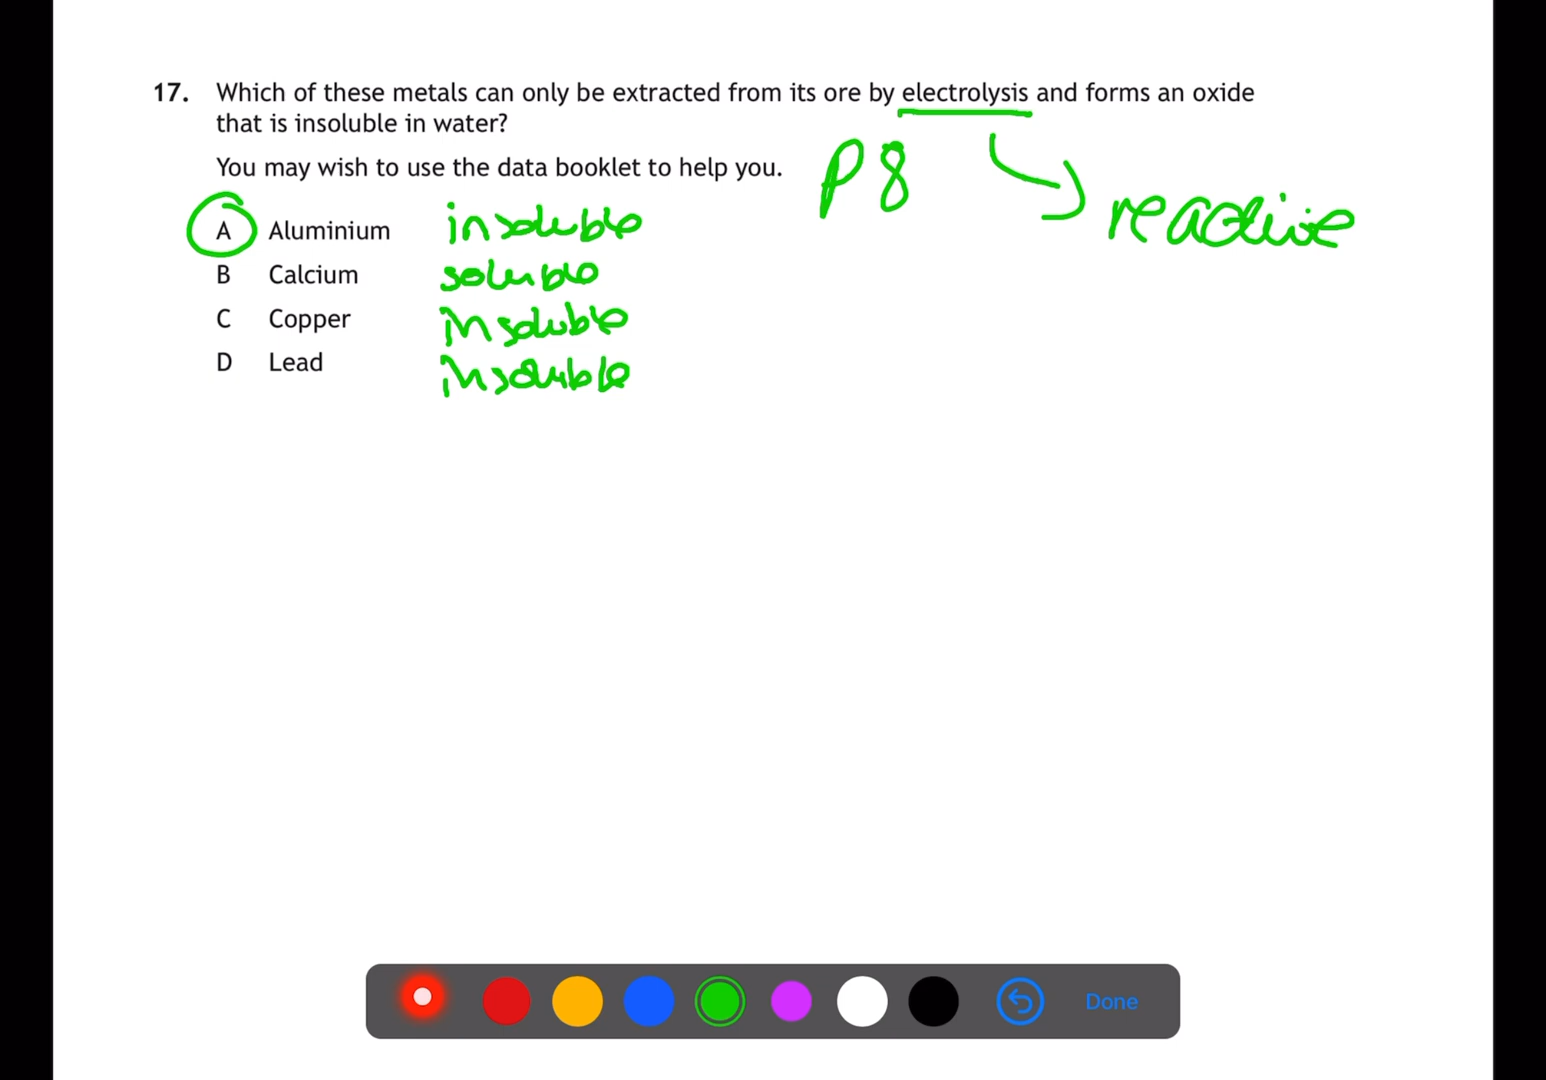 17. Which of these metals can only be extracted from its ore by electrolysis and forms an oxide
that is insoluble in water?
You may wish to use the data booklet to help you.
P8
reactive
A Aluminium insoluble
B Calcium soluble
C Copper insoluble
D Lead insoluble
Done